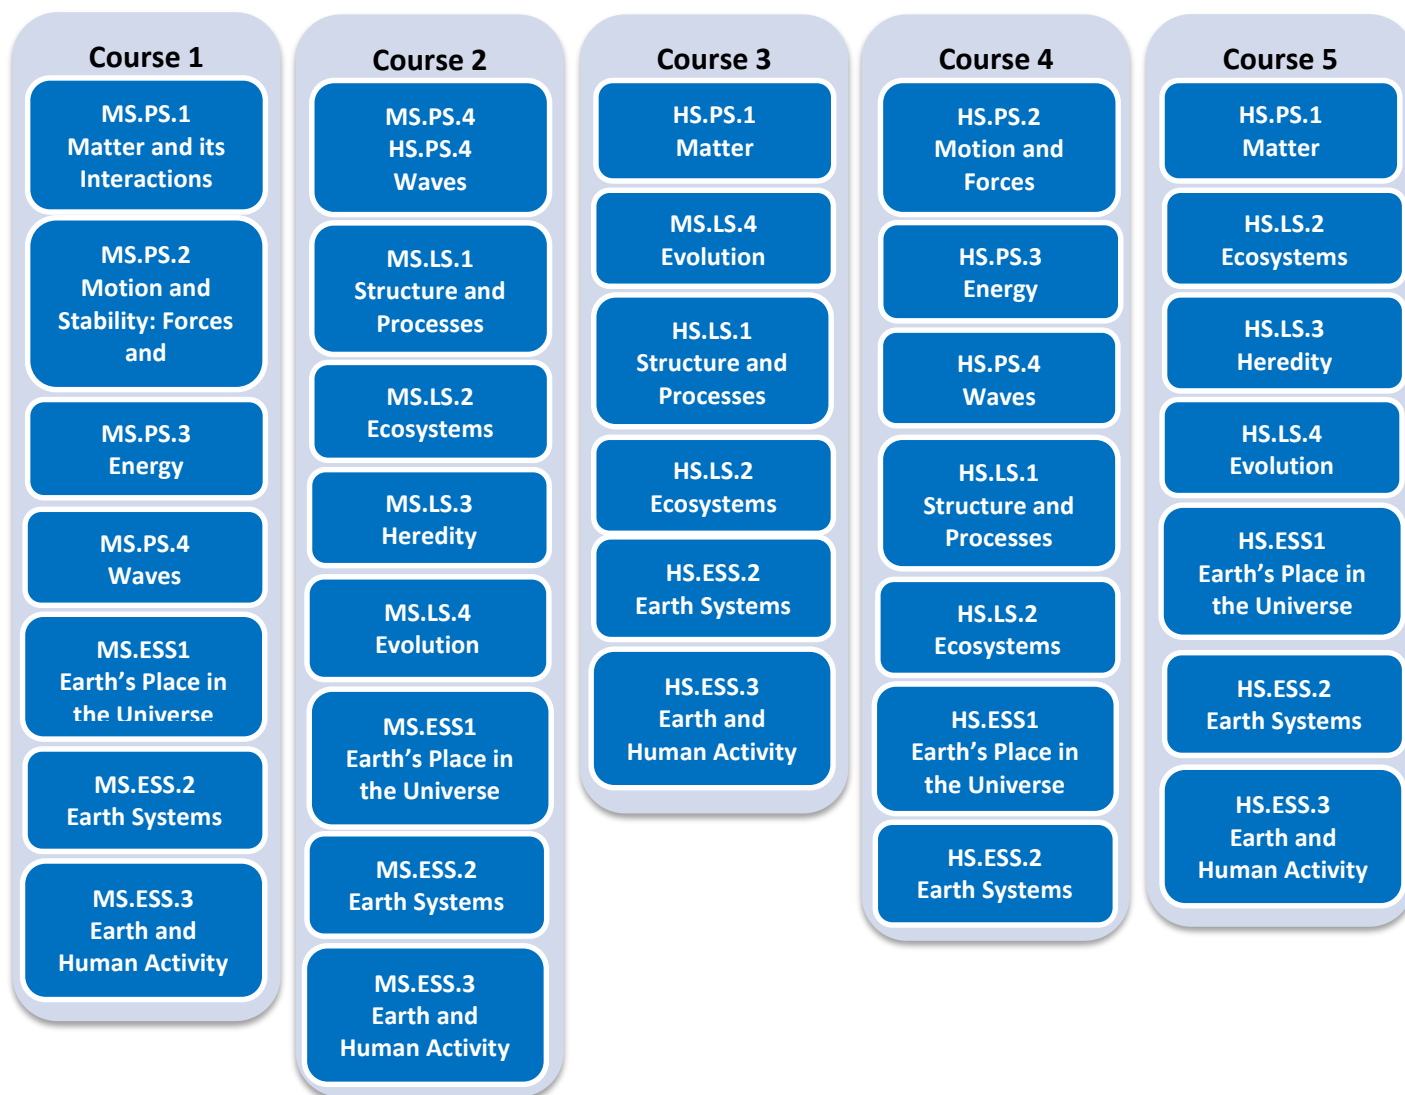 Course 1
MS.PS.1
Matter and its
Interactions
MS.PS.2
Motion and
Stability: Forces
and
MS.PS.3
Energy
MS.PS.4
Waves
MS.ESS1
Earth’s Place in
the Universe
MS.ESS.2
Earth Systems
MS.ESS.3
Earth and
Human Activity
Course 2
MS.PS.4
HS.PS.4
Waves
MS.LS.1
Structure and
Processes
MS.LS.2
Ecosystems
MS.LS.3
Heredity
MS.LS.4
Evolution
MS.ESS1
Earth’s Place in
the Universe
MS.ESS.2
Earth Systems
MS.ESS.3
Earth and
Human Activity
Course 3
HS.PS.1
Matter
MS.LS.4
Evolution
HS.LS.1
Structure and
Processes
HS.LS.2
Ecosystems
HS.ESS.2
Earth Systems
HS.ESS.3
Earth and
Human Activity
Course 4
HS.PS.2
Motion and
Forces
HS.PS.3
Energy
HS.PS.4
Waves
HS.LS.1
Structure and
Processes
HS.LS.2
Ecosystems
HS.ESS1
Earth’s Place in
the Universe
HS.ESS.2
Earth Systems
Course 5
HS.PS.1
Matter
HS.LS.2
Ecosystems
HS.LS.3
Heredity
HS.LS.4
Evolution
HS.ESS1
Earth’s Place in
the Universe
HS.ESS.2
Earth Systems
HS.ESS.3
Earth and
Human Activity